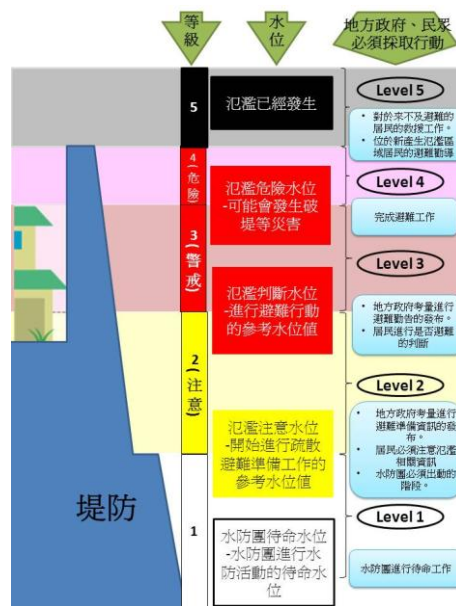 等級
水位
地方政府、民眾
必須採取行動
5
氾濫已經發生
Level 5
• 對於來不及避難的
居民的救援工作。
• 位於新產生氾濫區
域居民的避難勸導
4(危險)
氾濫危險水位
-可能會發生破
堤等災害
Level 4
完成避難工作
3(警戒)
氾濫判斷水位
-進行避難行動
的參考水位值
Level 3
• 地方政府考量進行
避難勸告的發布。
• 居民進行是否避難
的判斷
2(注意)
氾濫注意水位
-開始進行疏散
避難準備工作的
參考水位值
Level 2
• 地方政府考量進行
避難準備資訊的發
布。
• 居民必須注意氾濫
相關資訊
• 水防團必須出動的
階段。
堤防
1
水防團待命水位
-水防團進行水
防活動的待命水
位
Level 1
水防團進行待命工作